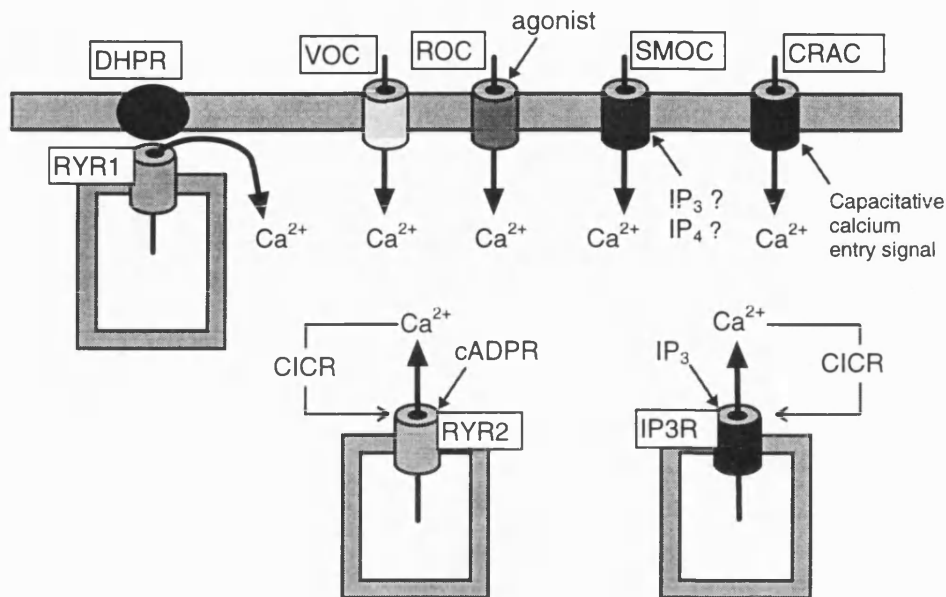 agonist
DHPR
VOC
ROC
SMOC
CRAC
RYR1
Ca²⁺
Ca²⁺
Ca²⁺
Ca²⁺
IP₃ ?
IP₄ ?
Ca²⁺
Capacitative
calcium
entry signal
Ca²⁺
CICR
cADPR
RYR2
Ca²⁺
IP₃
CICR
IP3R